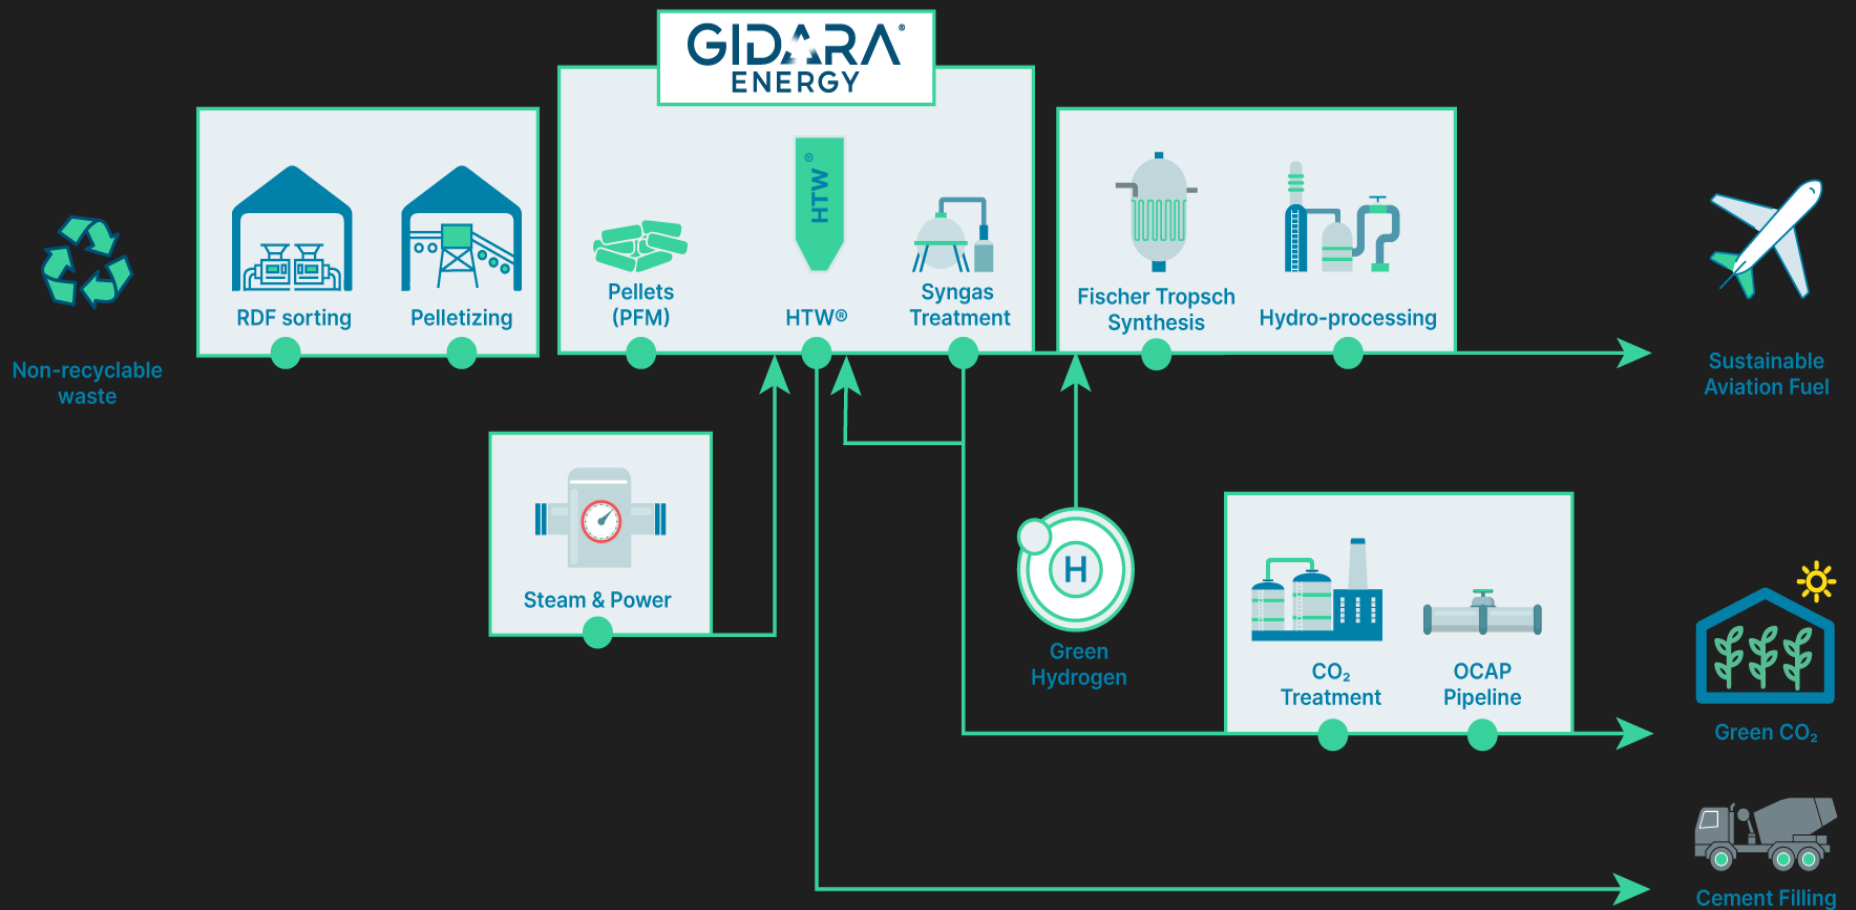 GIDARA®
ENERGY
HTW®
RDF sorting
Pelletizing
Pellets
(PFM)
HTW®
Syngas
Treatment
Fischer Tropsch
Synthesis
Hydro-processing
Non-recyclable
waste
Sustainable
Aviation Fuel
Steam & Power
H
Green
Hydrogen
CO₂
Treatment
OCAP
Pipeline
Green CO₂
Cement Filling